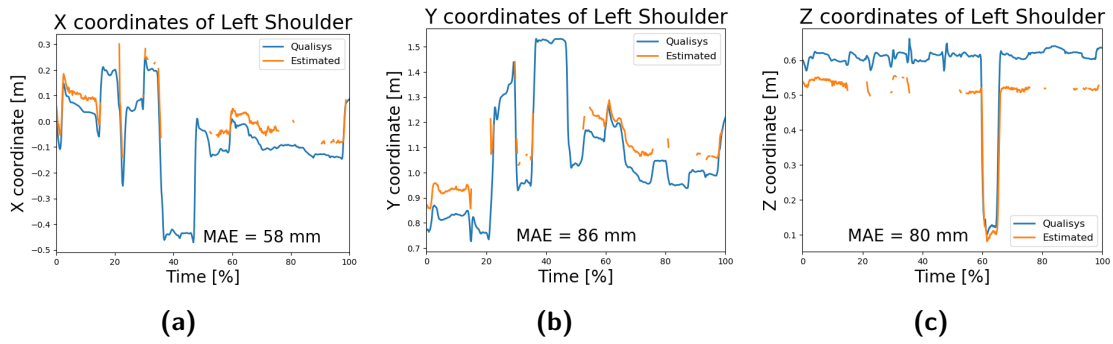 X coordinates of Left Shoulder
Qualisys
Estimated
X coordinate [m]
0.3
0.2
0.1
0.0
−0.1
−0.2
−0.3
−0.4
−0.5
MAE = 58 mm
0 20 40 60 80 100
Time [%]
(a)
Y coordinates of Left Shoulder
Qualisys
Estimated
Y coordinate [m]
1.5
1.4
1.3
1.2
1.1
1.0
0.9
0.8
0.7
MAE = 86 mm
0 20 40 60 80 100
Time [%]
(b)
Z coordinates of Left Shoulder
Z coordinate [m]
0.6
0.5
0.4
0.3
0.2
0.1
Qualisys
Estimated
MAE = 80 mm
0 20 40 60 80 100
Time [%]
(c)